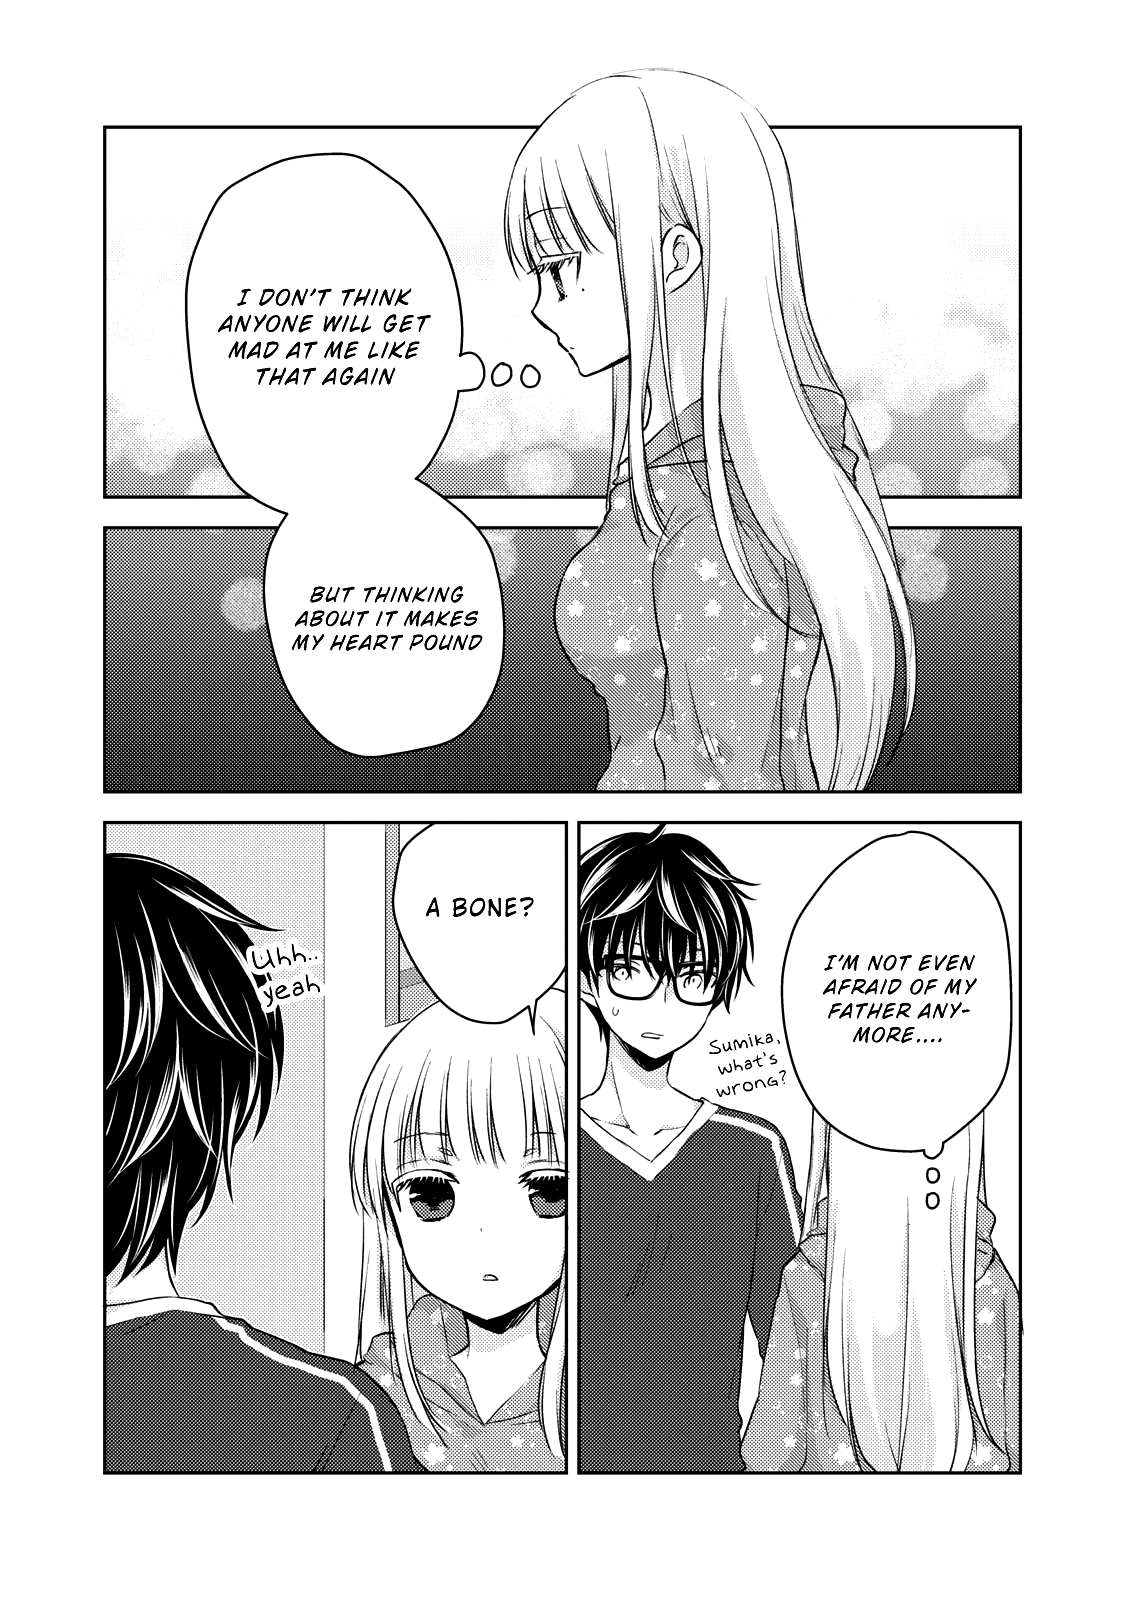 I DON'T THINK
ANYONE WILL GET
MAD AT ME LIKE
THAT AGAIN
BUT THINKING
ABOUT IT MAKES
MY HEART POUND
I'M NOT EVEN
AFRAID OF MY
FATHER ANY-
MORE....
Sumika,
what's
wrong?
A BONE?
Uhh..
yeah